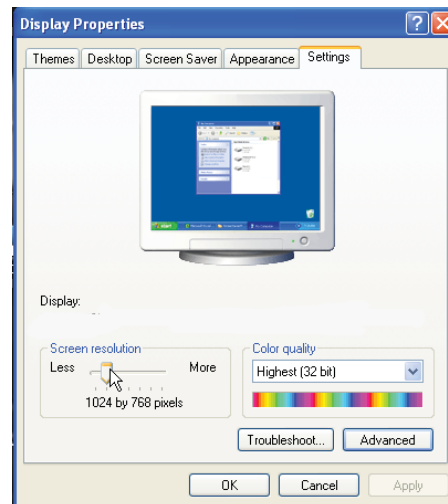 Display Properties
Themes Desktop Screen Saver Appearance Settings
Display:
Screen resolution
Less More
1024 by 768 pixels
Color quality
Highest (32 bit)
Troubleshoot... Advanced
OK Cancel Apply